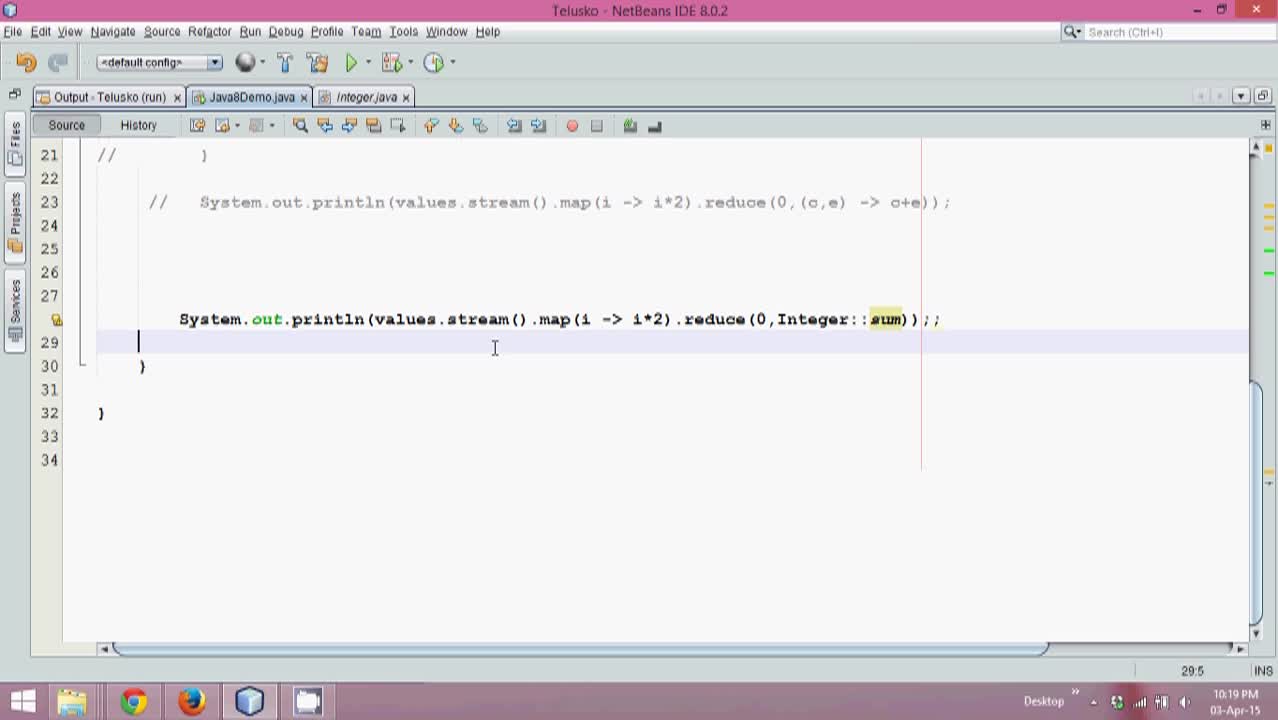 Telusko - NetBeans IDE 8.0.2
File Edit View Navigate Source Refactor Run Debug Profile Team Tools Window Help
Search (Ctrl+I)
<default config>
Output - Telusko (run) Java8Demo.java Integer.java
Source History
Files
Projects
Services
21 // }
22
23 // System.out.println(values.stream().map(i -> i*2).reduce(0,(c,e) -> c+e));
24
25
26
27
System.out.println(values.stream().map(i -> i*2).reduce(0,Integer::sum));;
29
30 }
31
32 }
33
34
29:5 INS
Desktop
10:19 PM
03-Apr-15